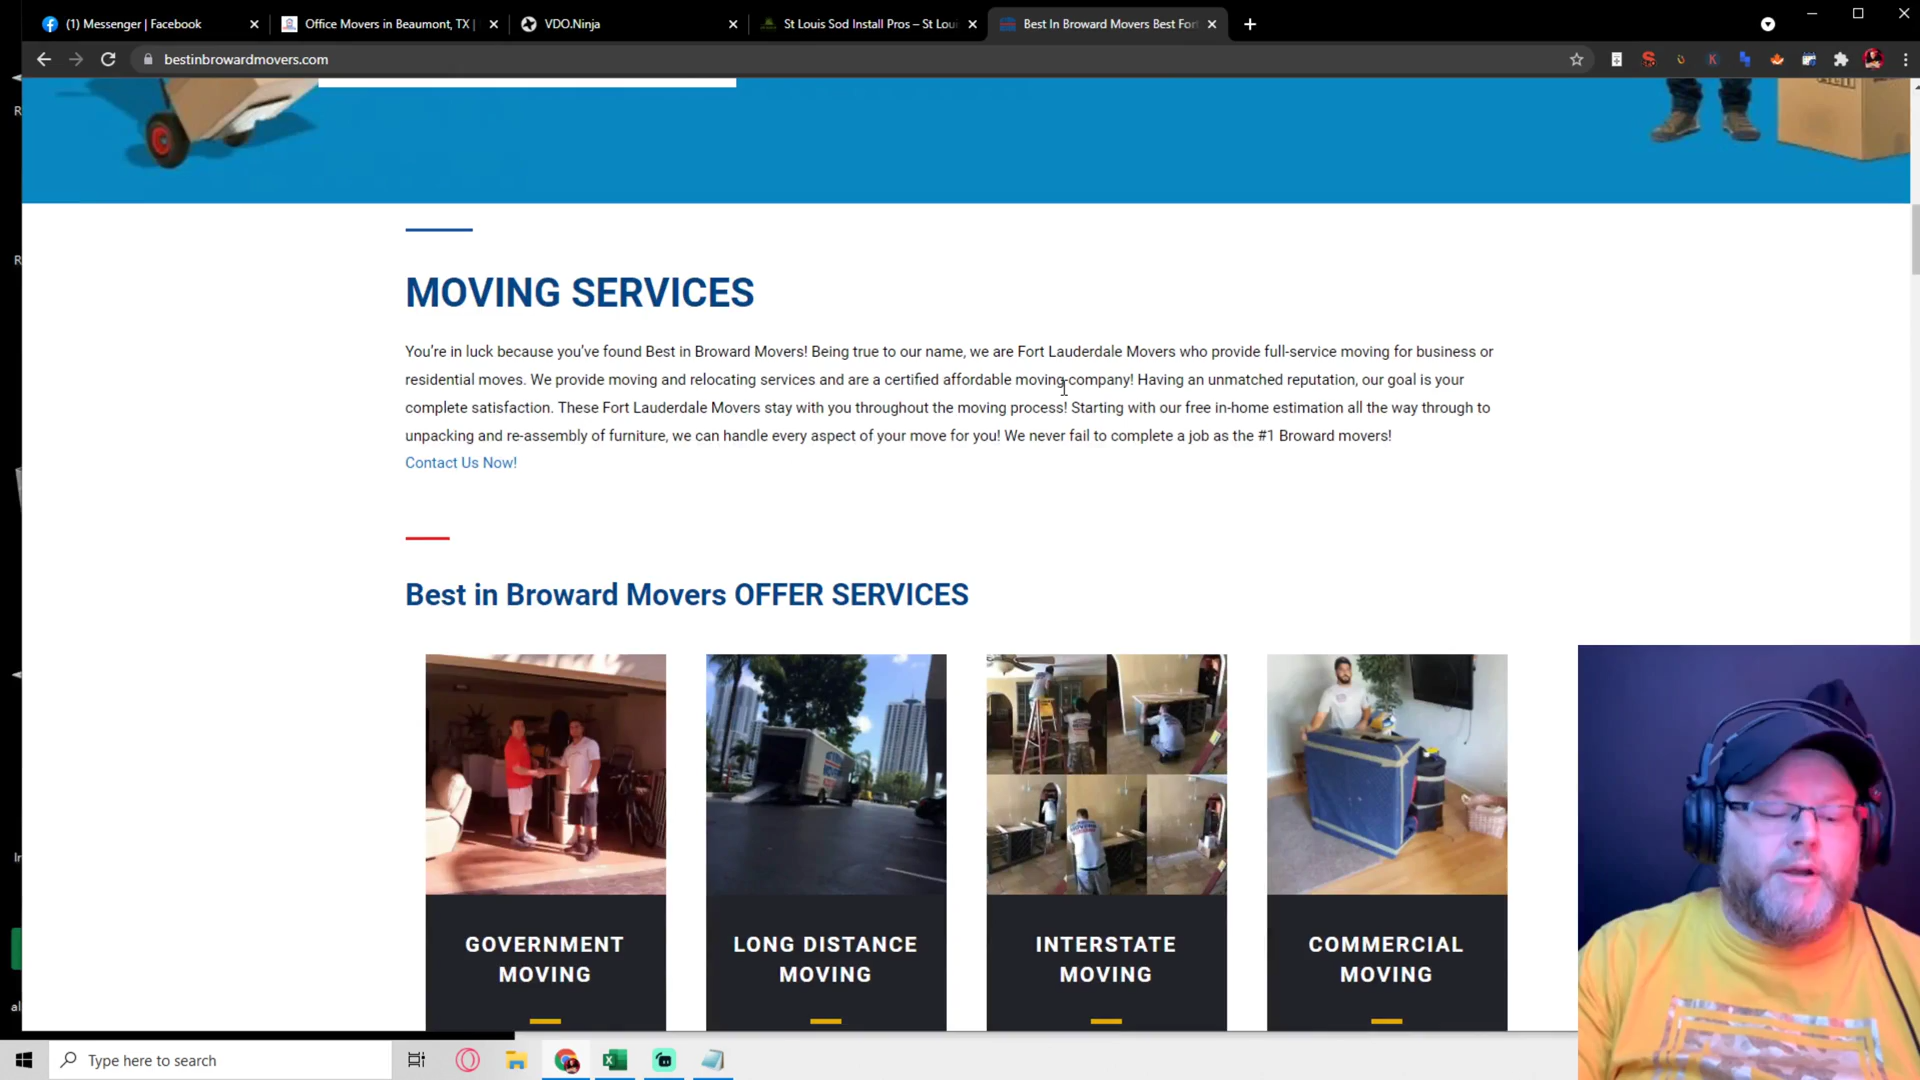 (1) Messenger | Facebook
Office Movers in Beaumont, TX |
VDO.Ninja
St Louis Sod Install Pros – St Loui
Best In Broward Movers Best Fort
bestinbrowardmovers.com
MOVING SERVICES
You're in luck because you've found Best in Broward Movers! Being true to our name, we are Fort Lauderdale Movers who provide full-service moving for business or
residential moves. We provide moving and relocating services and are a certified affordable moving company! Having an unmatched reputation, our goal is your
complete satisfaction. These Fort Lauderdale Movers stay with you throughout the moving process! Starting with our free in-home estimation all the way through to
unpacking and re-assembly of furniture, we can handle every aspect of your move for you! We never fail to complete a job as the #1 Broward movers!
Contact Us Now!
Best in Broward Movers OFFER SERVICES
GOVERNMENT
MOVING
LONG DISTANCE
MOVING
INTERSTATE
MOVING
COMMERCIAL
MOVING
Type here to search